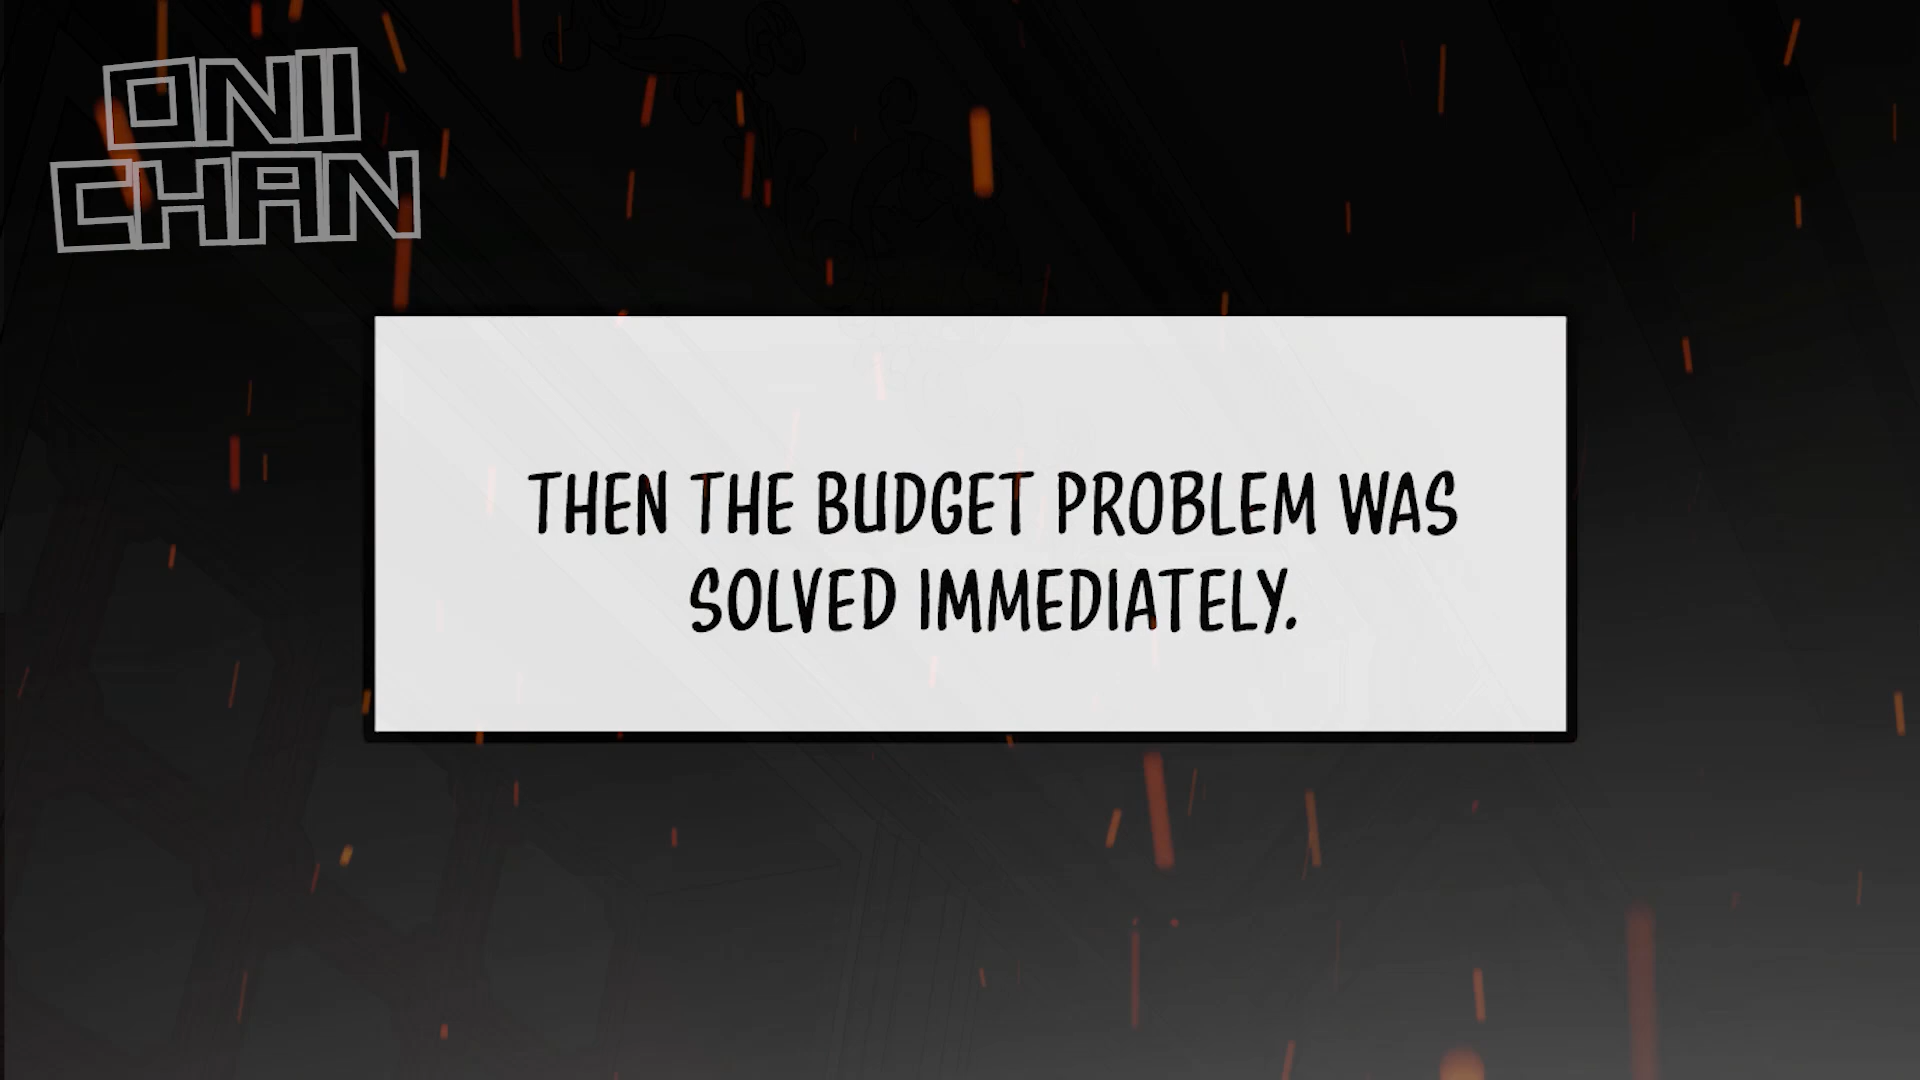 ONII
CHAN
THEN THE BUDGET PROBLEM WAS
SOLVED IMMEDIATELY.